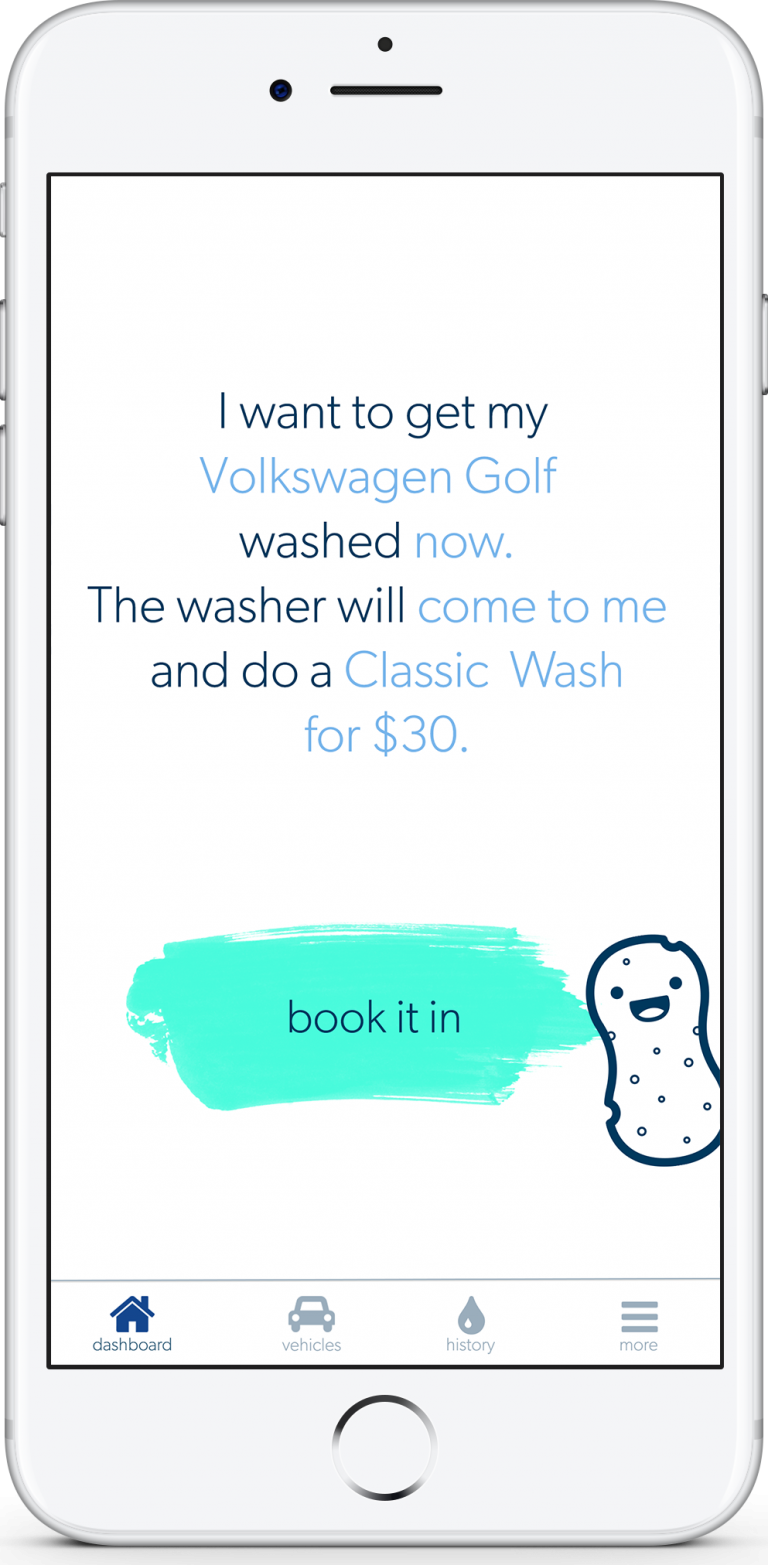 I want to get my
Volkswagen Golf
washed now.
The washer will come to me
and do a Classic Wash
for $30.
book it in
dashboard
vehicles
history
more